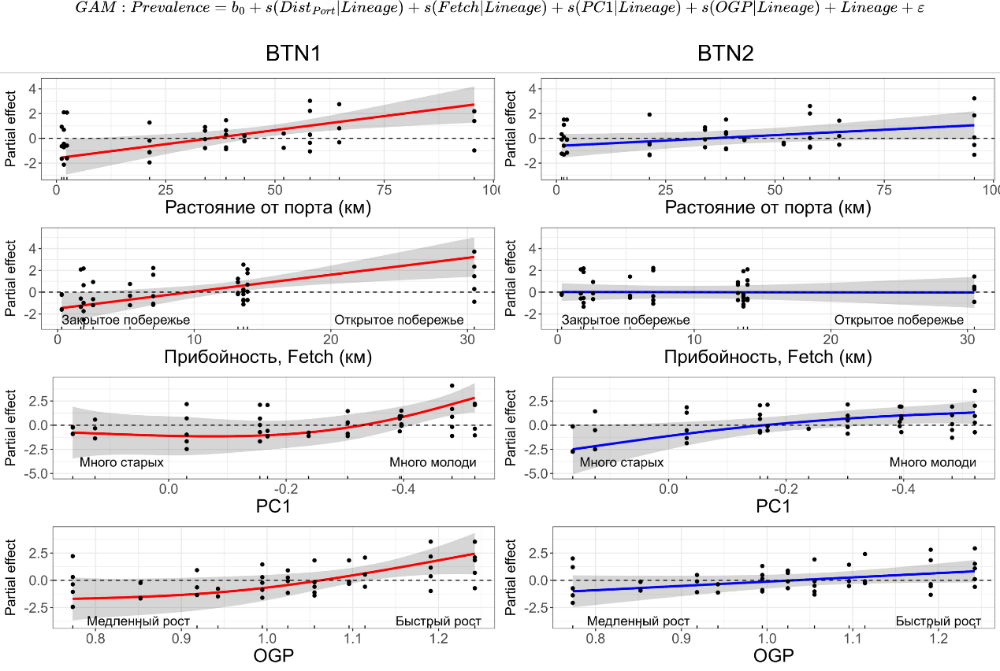 GAM : Prevalence = b₀ + s(Dist_Port|Lineage) + s(Fetch|Lineage) + s(PC1|Lineage) + s(OGP|Lineage) + Lineage + ε
BTN1 BTN2
Partial effect 4 2 0 -2
0 25 50 75 100
Растояние от порта (км)
Partial effect 4 2 0 -2
0 25 50 75 100
Растояние от порта (км)
Partial effect 4 2 0 -2
Закрытое побережье Открытое побережье
0 10 20 30
Прибойность, Fetch (км)
Partial effect 4 2 0 -2
Закрытое побережье Открытое побережье
0 10 20 30
Прибойность, Fetch (км)
Partial effect 2.5 0.0 -2.5 -5.0
Много старых Много молоди
0.0 -0.2 -0.4
PC1
Partial effect 2.5 0.0 -2.5 -5.0
Много старых Много молоди
0.0 -0.2 -0.4
PC1
Partial effect 2.5 0.0 -2.5
Медленный рост Быстрый рост
0.8 0.9 1.0 1.1 1.2
OGP
Partial effect 2.5 0.0 -2.5
Медленный рост Быстрый рост
0.8 0.9 1.0 1.1 1.2
OGP